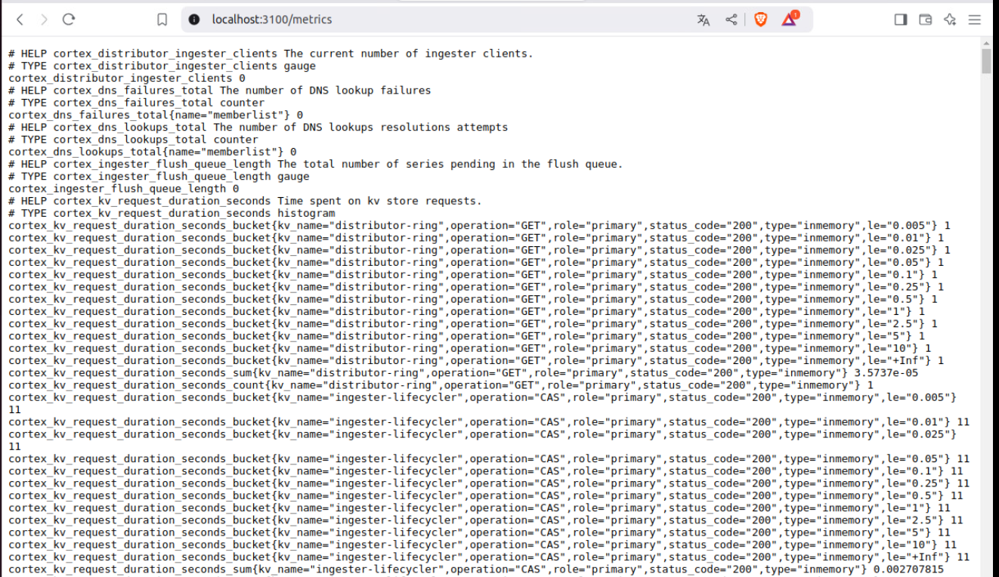 localhost:3100/metrics
1
# HELP cortex_distributor_ingester_clients The current number of ingester clients.
# TYPE cortex_distributor_ingester_clients gauge
cortex_distributor_ingester_clients 0
# HELP cortex_dns_failures_total The number of DNS lookup failures
# TYPE cortex_dns_failures_total counter
cortex_dns_failures_total{name="memberlist"} 0
# HELP cortex_dns_lookups_total The number of DNS lookups resolutions attempts
# TYPE cortex_dns_lookups_total counter
cortex_dns_lookups_total{name="memberlist"} 0
# HELP cortex_ingester_flush_queue_length The total number of series pending in the flush queue.
# TYPE cortex_ingester_flush_queue_length gauge
cortex_ingester_flush_queue_length 0
# HELP cortex_kv_request_duration_seconds Time spent on kv store requests.
# TYPE cortex_kv_request_duration_seconds histogram
cortex_kv_request_duration_seconds_bucket{kv_name="distributor-ring",operation="GET",role="primary",status_code="200",type="inmemory",le="0.005"} 1
cortex_kv_request_duration_seconds_bucket{kv_name="distributor-ring",operation="GET",role="primary",status_code="200",type="inmemory",le="0.01"} 1
cortex_kv_request_duration_seconds_bucket{kv_name="distributor-ring",operation="GET",role="primary",status_code="200",type="inmemory",le="0.025"} 1
cortex_kv_request_duration_seconds_bucket{kv_name="distributor-ring",operation="GET",role="primary",status_code="200",type="inmemory",le="0.05"} 1
cortex_kv_request_duration_seconds_bucket{kv_name="distributor-ring",operation="GET",role="primary",status_code="200",type="inmemory",le="0.1"} 1
cortex_kv_request_duration_seconds_bucket{kv_name="distributor-ring",operation="GET",role="primary",status_code="200",type="inmemory",le="0.25"} 1
cortex_kv_request_duration_seconds_bucket{kv_name="distributor-ring",operation="GET",role="primary",status_code="200",type="inmemory",le="0.5"} 1
cortex_kv_request_duration_seconds_bucket{kv_name="distributor-ring",operation="GET",role="primary",status_code="200",type="inmemory",le="1"} 1
cortex_kv_request_duration_seconds_bucket{kv_name="distributor-ring",operation="GET",role="primary",status_code="200",type="inmemory",le="2.5"} 1
cortex_kv_request_duration_seconds_bucket{kv_name="distributor-ring",operation="GET",role="primary",status_code="200",type="inmemory",le="5"} 1
cortex_kv_request_duration_seconds_bucket{kv_name="distributor-ring",operation="GET",role="primary",status_code="200",type="inmemory",le="10"} 1
cortex_kv_request_duration_seconds_bucket{kv_name="distributor-ring",operation="GET",role="primary",status_code="200",type="inmemory",le="+Inf"} 1
cortex_kv_request_duration_seconds_sum{kv_name="distributor-ring",operation="GET",role="primary",status_code="200",type="inmemory"} 3.5737e-05
cortex_kv_request_duration_seconds_count{kv_name="distributor-ring",operation="GET",role="primary",status_code="200",type="inmemory"} 1
cortex_kv_request_duration_seconds_bucket{kv_name="ingester-lifecycler",operation="CAS",role="primary",status_code="200",type="inmemory",le="0.005"}
11
cortex_kv_request_duration_seconds_bucket{kv_name="ingester-lifecycler",operation="CAS",role="primary",status_code="200",type="inmemory",le="0.01"} 11
cortex_kv_request_duration_seconds_bucket{kv_name="ingester-lifecycler",operation="CAS",role="primary",status_code="200",type="inmemory",le="0.025"}
11
cortex_kv_request_duration_seconds_bucket{kv_name="ingester-lifecycler",operation="CAS",role="primary",status_code="200",type="inmemory",le="0.05"} 11
cortex_kv_request_duration_seconds_bucket{kv_name="ingester-lifecycler",operation="CAS",role="primary",status_code="200",type="inmemory",le="0.1"} 11
cortex_kv_request_duration_seconds_bucket{kv_name="ingester-lifecycler",operation="CAS",role="primary",status_code="200",type="inmemory",le="0.25"} 11
cortex_kv_request_duration_seconds_bucket{kv_name="ingester-lifecycler",operation="CAS",role="primary",status_code="200",type="inmemory",le="0.5"} 11
cortex_kv_request_duration_seconds_bucket{kv_name="ingester-lifecycler",operation="CAS",role="primary",status_code="200",type="inmemory",le="1"} 11
cortex_kv_request_duration_seconds_bucket{kv_name="ingester-lifecycler",operation="CAS",role="primary",status_code="200",type="inmemory",le="2.5"} 11
cortex_kv_request_duration_seconds_bucket{kv_name="ingester-lifecycler",operation="CAS",role="primary",status_code="200",type="inmemory",le="5"} 11
cortex_kv_request_duration_seconds_bucket{kv_name="ingester-lifecycler",operation="CAS",role="primary",status_code="200",type="inmemory",le="10"} 11
cortex_kv_request_duration_seconds_bucket{kv_name="ingester-lifecycler",operation="CAS",role="primary",status_code="200",type="inmemory",le="+Inf"} 11
cortex_kv_request_duration_seconds_sum{kv_name="ingester-lifecycler",operation="CAS",role="primary",status_code="200",type="inmemory"} 0.002707815